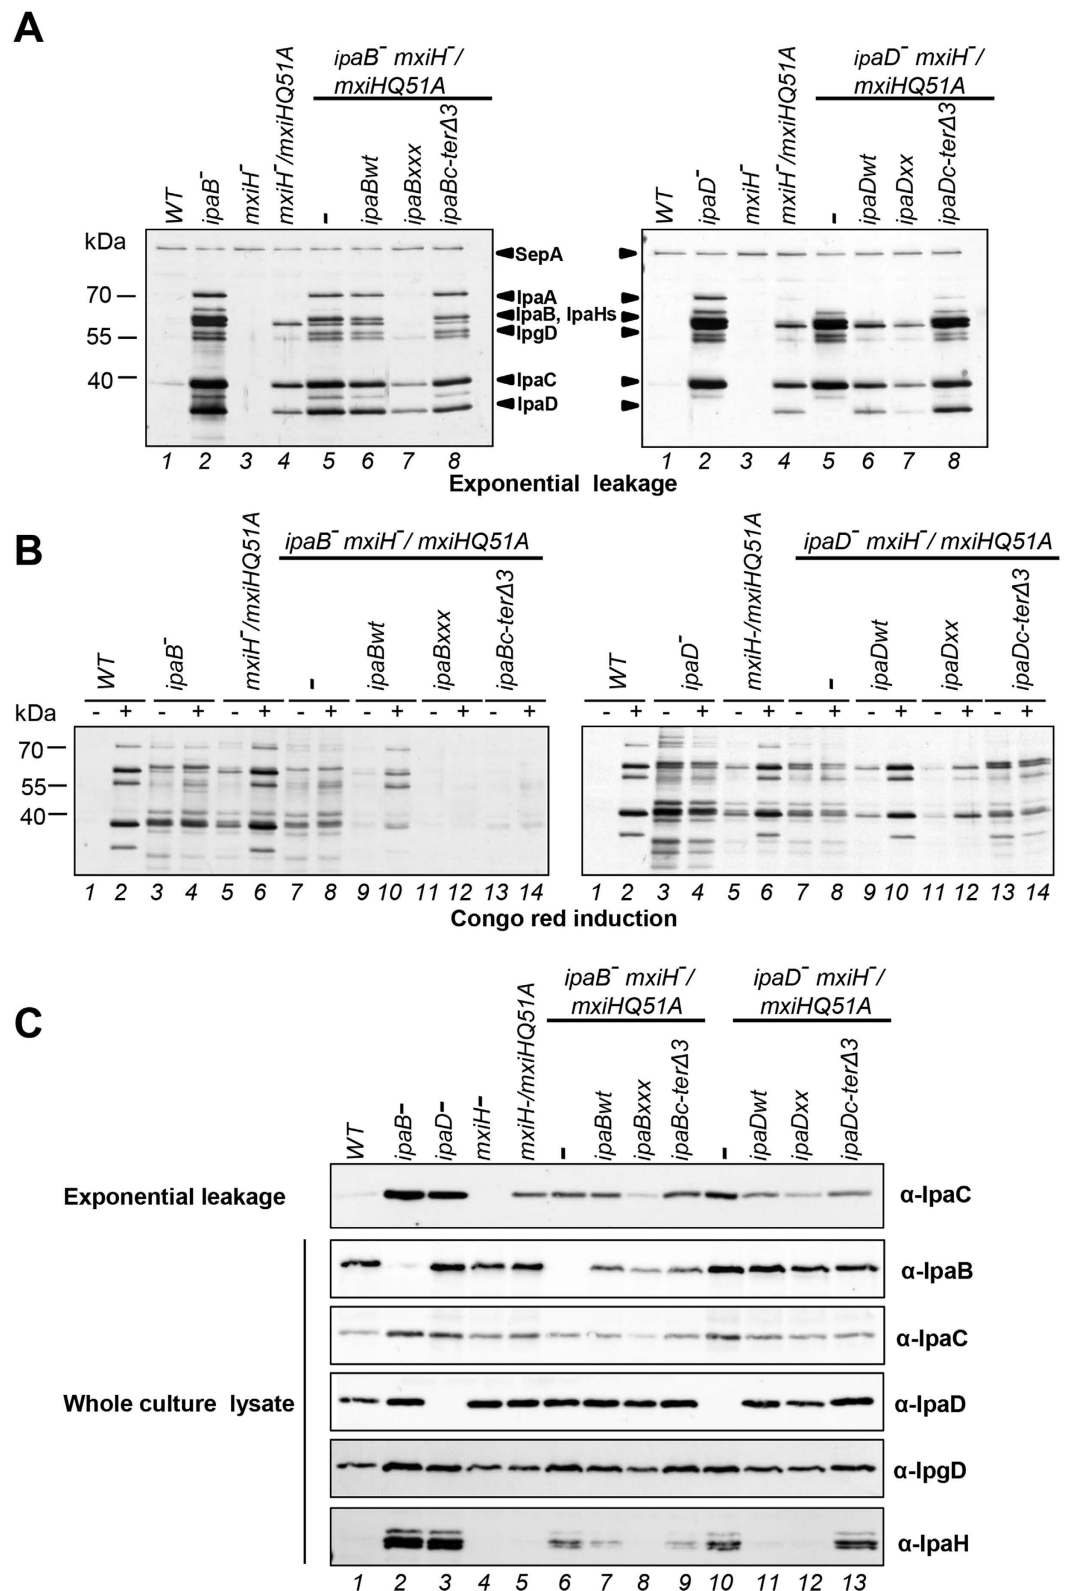 A
ipaB⁻ mxiH⁻/
mxiHQ51A
ipaD⁻ mxiH⁻/
mxiHQ51A
WT
ipaB⁻
mxiH⁻
mxiH⁻/mxiHQ51A
–
ipaBwt
ipaBxxx
ipaBc-terΔ3
WT
ipaD⁻
mxiH⁻
mxiH⁻/mxiHQ51A
–
ipaDwt
ipaDxx
ipaDc-terΔ3
kDa
70
55
40
SepA
IpaA
IpaB, IpaHs
IpgD
IpaC
IpaD
1 2 3 4 5 6 7 8
1 2 3 4 5 6 7 8
Exponential leakage
B
ipaB⁻ mxiH⁻/ mxiHQ51A
ipaD⁻ mxiH⁻/ mxiHQ51A
WT
ipaB⁻
mxiH⁻/mxiHQ51A
–
ipaBwt
ipaBxxx
ipaBc-terΔ3
WT
ipaD⁻
mxiH-/mxiHQ51A
–
ipaDwt
ipaDxx
ipaDc-terΔ3
kDa
- + - + - + - + - + - + - +
- + - + - + - + - + - + - +
70
55
40
1 2 3 4 5 6 7 8 9 10 11 12 13 14
1 2 3 4 5 6 7 8 9 10 11 12 13 14
Congo red induction
C
ipaB⁻ mxiH⁻/
mxiHQ51A
ipaD⁻ mxiH⁻/
mxiHQ51A
WT
ipaB-
ipaD-
mxiH-
mxiH-/mxiHQ51A
–
ipaBwt
ipaBxxx
ipaBc-terΔ3
–
ipaDwt
ipaDxx
ipaDc-terΔ3
Exponential leakage
α-IpaC
α-IpaB
α-IpaC
Whole culture lysate
α-IpaD
α-IpgD
α-IpaH
1 2 3 4 5 6 7 8 9 10 11 12 13